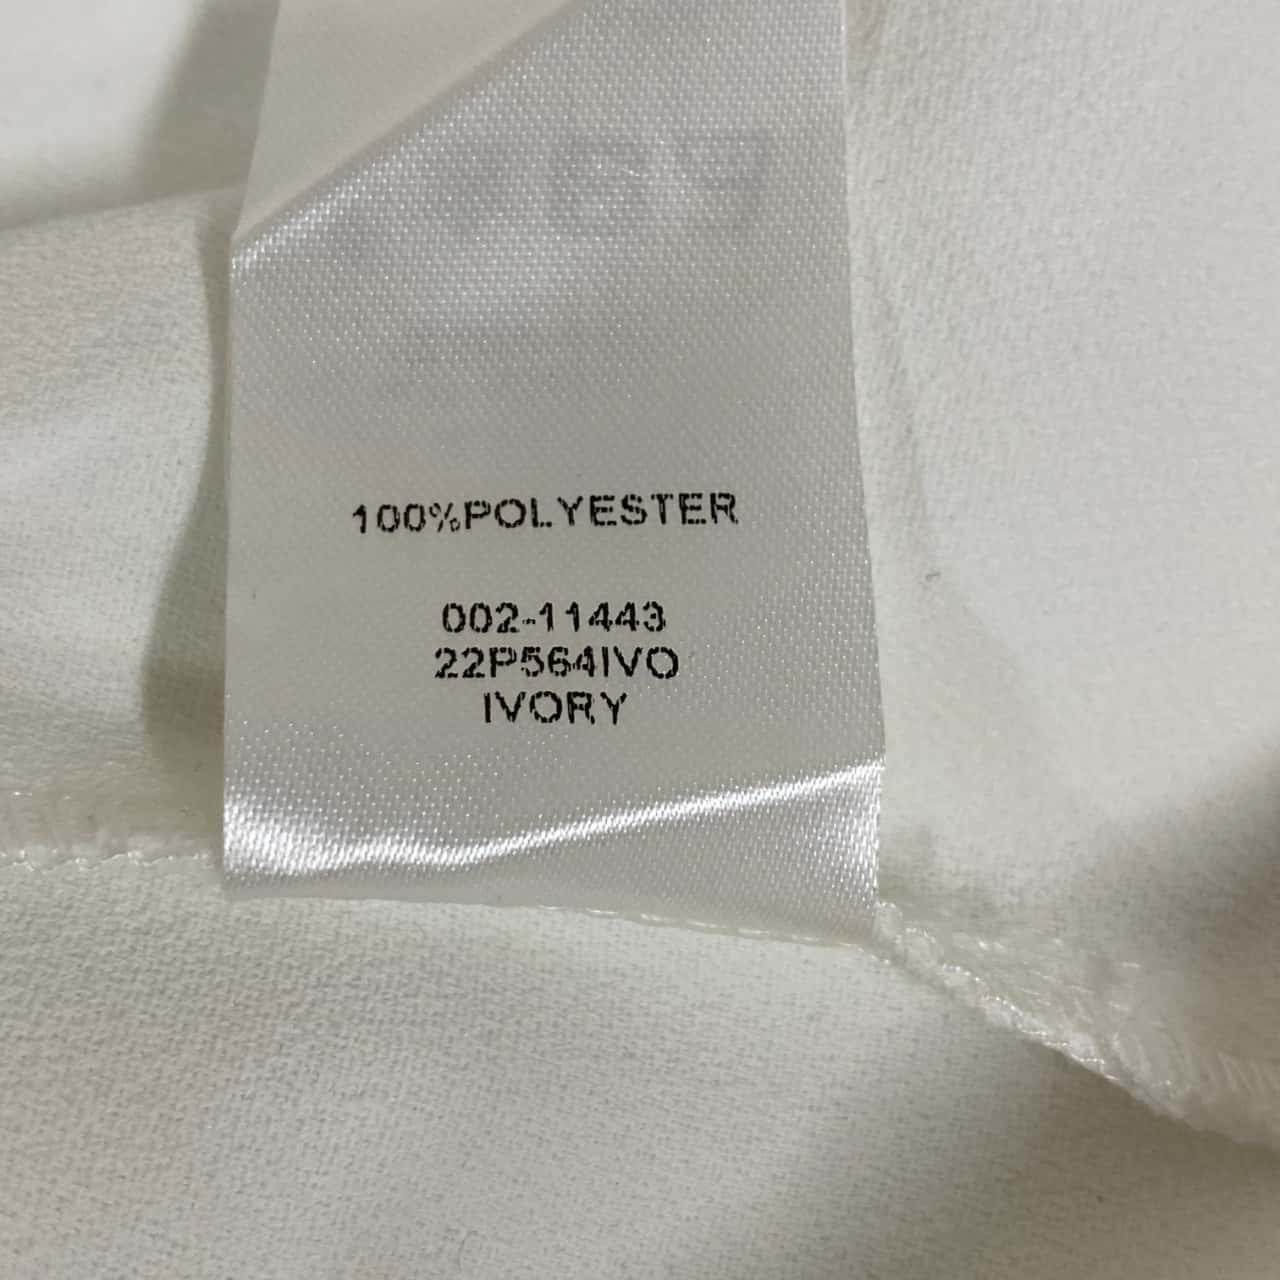 100%POLYESTER
002-11443
22P564IVO
IVORY